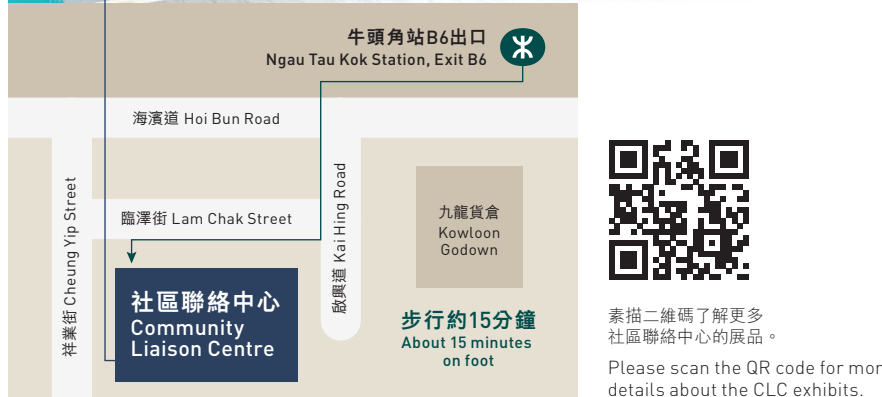 牛頭角站B6出口
Ngau Tau Kok Station, Exit B6
海濱道 Hoi Bun Road
祥業街 Cheung Yip Street
臨澤街 Lam Chak Street
啟興道 Kai Hing Road
九龍貨倉
Kowloon
Godown
社區聯絡中心
Community
Liaison Centre
步行約15分鐘
About 15 minutes
on foot
素描二維碼了解更多
社區聯絡中心的展品。
Please scan the QR code for mor
details about the CLC exhibits.